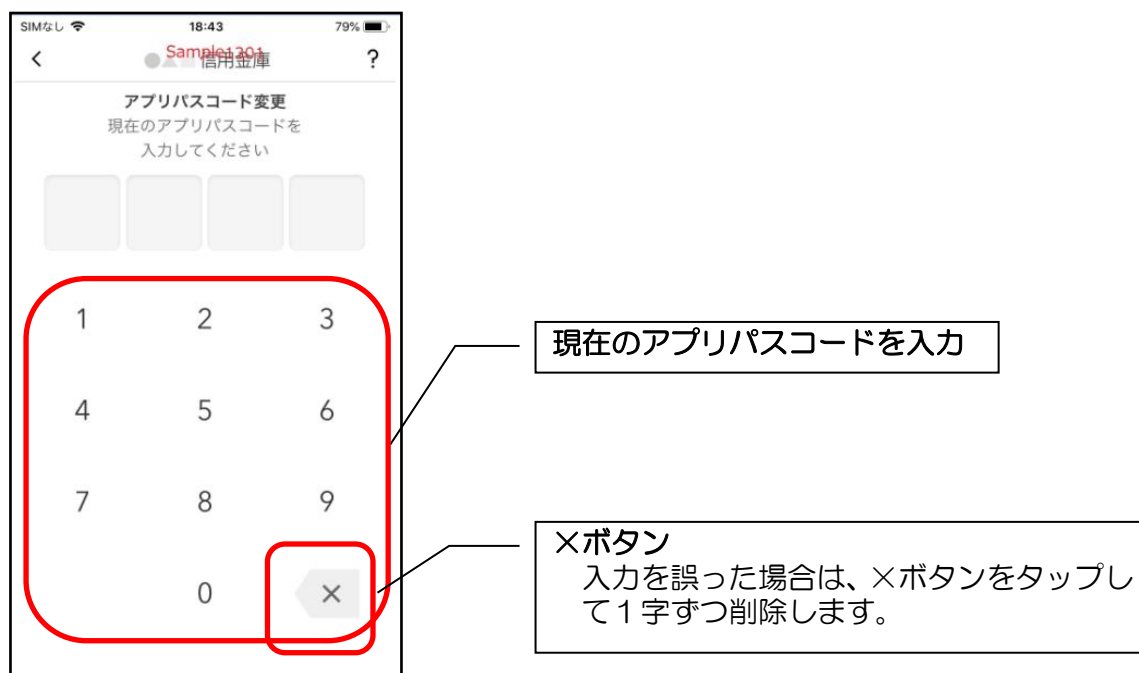 SIMなし 18:43 79%
Sample1301
信用金庫 ?
アプリパスコード変更
現在のアプリパスコードを
入力してください
1 2 3
現在のアプリパスコードを入力
4 5 6
7 8 9
×ボタン
入力を誤った場合は、×ボタンをタップし
て1字ずつ削除します。
0 ×